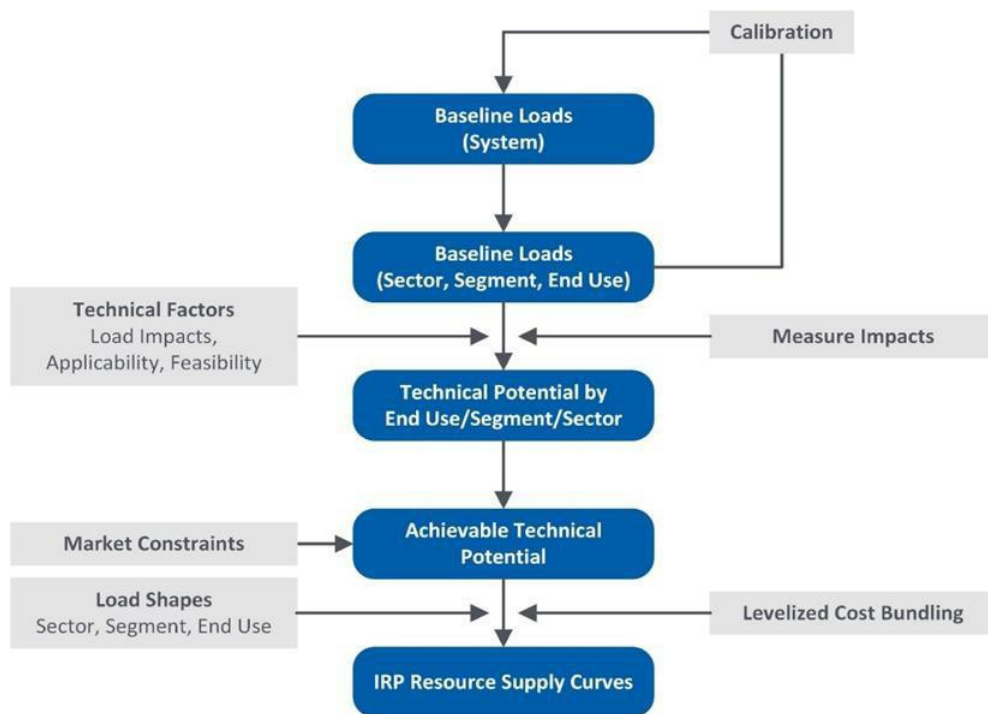 Calibration
Baseline Loads
(System)
Baseline Loads
(Sector, Segment, End Use)
Technical Factors
Load Impacts,
Applicability, Feasibility
Measure Impacts
Technical Potential by
End Use/Segment/Sector
Achievable Technical
Potential
Market Constraints
Load Shapes
Sector, Segment, End Use
Levelized Cost Bundling
IRP Resource Supply Curves